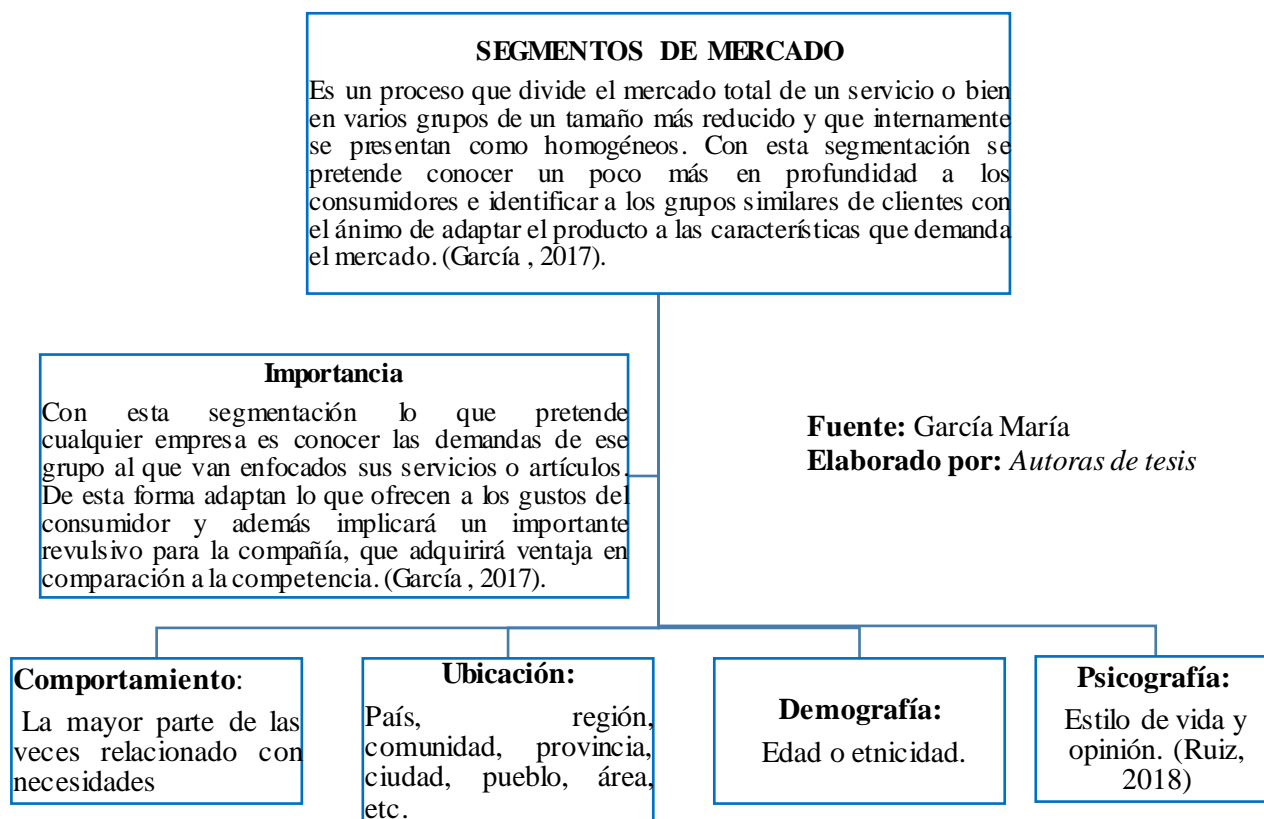 SEGMENTOS DE MERCADO
Es un proceso que divide el mercado total de un servicio o bien
en varios grupos de un tamaño más reducido y que internamente
se presentan como homogéneos. Con esta segmentación se
pretende conocer un poco más en profundidad a los
consumidores e identificar a los grupos similares de clientes con
el ánimo de adaptar el producto a las características que demanda
el mercado. (García , 2017).
Importancia
Con esta segmentación lo que pretende
cualquier empresa es conocer las demandas de ese
grupo al que van enfocados sus servicios o artículos.
De esta forma adaptan lo que ofrecen a los gustos del
consumidor y además implicará un importante
revulsivo para la compañía, que adquirirá ventaja en
comparación a la competencia. (García , 2017).
Fuente: García María
Elaborado por: Autoras de tesis
Comportamiento:
La mayor parte de las
veces relacionado con
necesidades
Ubicación:
País, región,
comunidad, provincia,
ciudad, pueblo, área,
etc.
Demografía:
Edad o etnicidad.
Psicografía:
Estilo de vida y
opinión. (Ruiz,
2018)